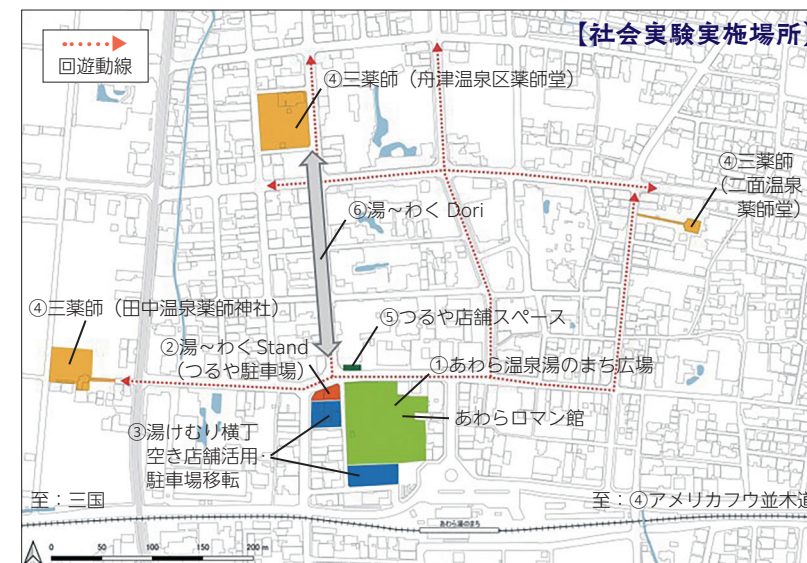 【社会実験実施場所】
回遊動線
④三薬師（舟津温泉区薬師堂）
④三薬師
（二面温泉
薬師堂）
⑥湯～わく Dori
④三薬師（田中温泉薬師神社）
⑤つるや店舗スペース
②湯～わく Stand
（つるや駐車場）
①あわら温泉湯のまち広場
あわらロマン館
③湯けむり横丁
空き店舗活用・
駐車場移転
至：三国
至：④アメリカフウ並木道
あわら湯のまち
0 50 100 150 200 m